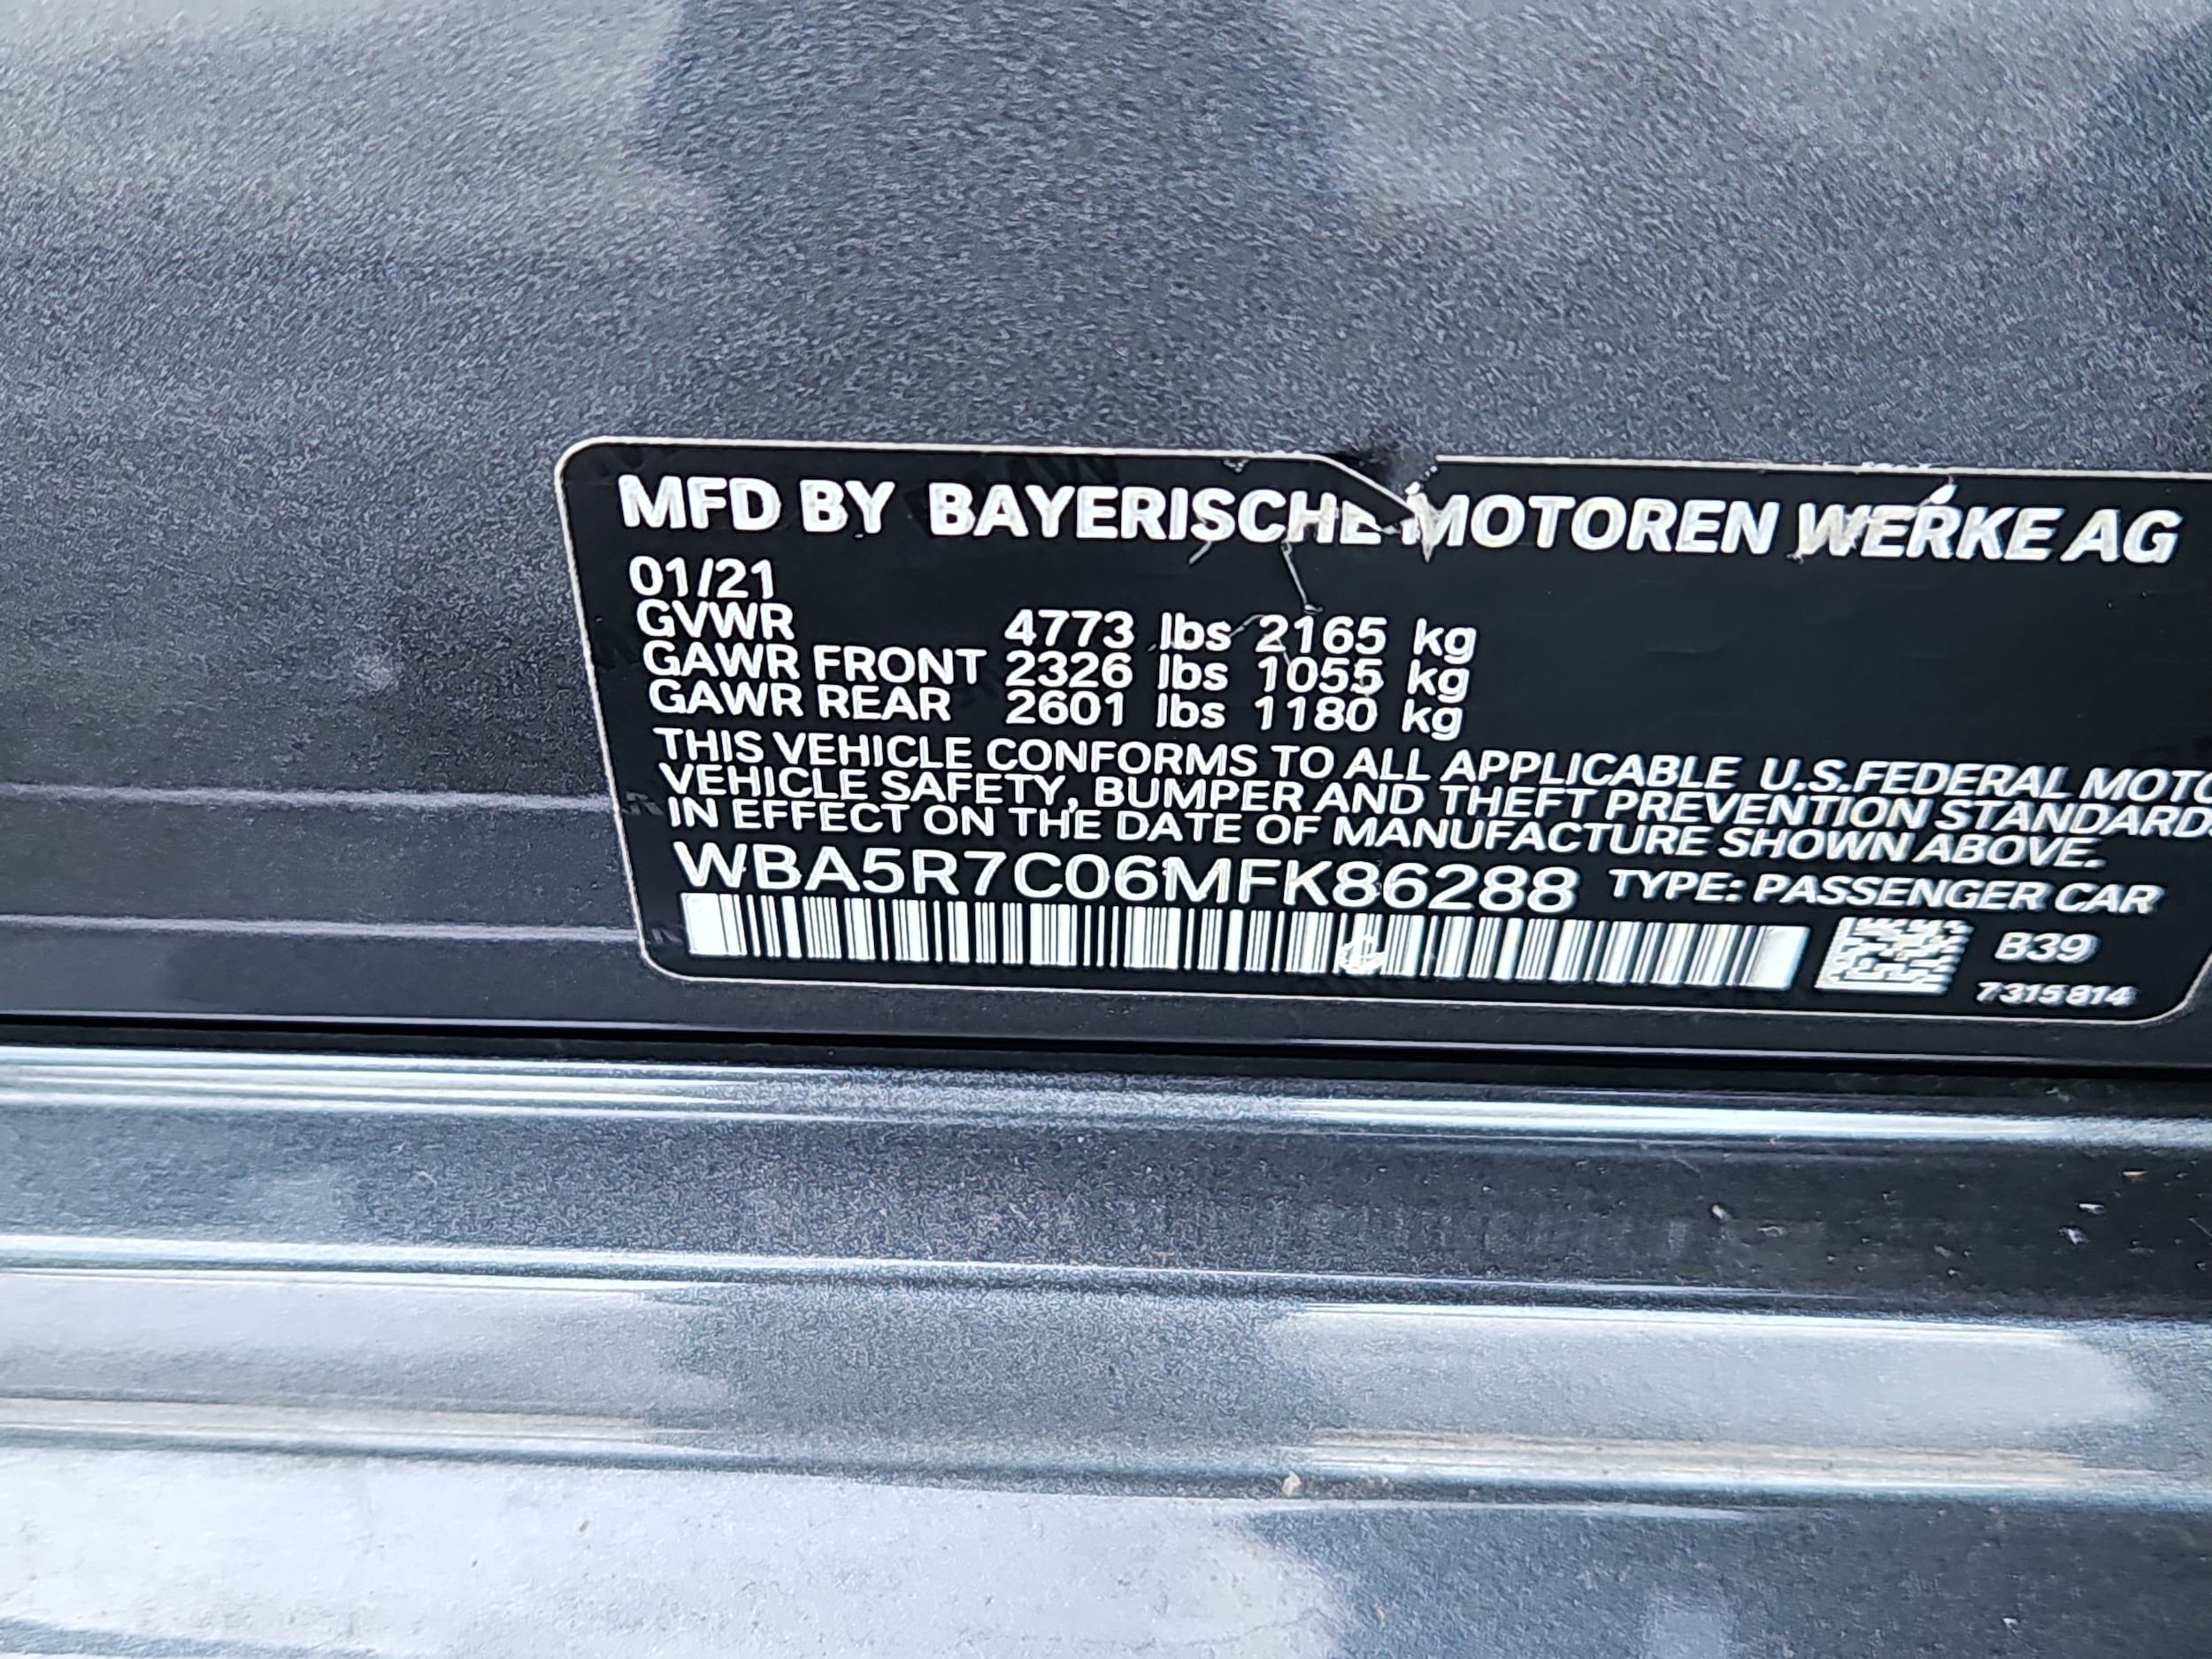 MFD BY BAYERISCHE MOTOREN WERKE AG
01/21
GVWR 4773 lbs 2165 kg
GAWR FRONT 2326 lbs 1055 kg
GAWR REAR 2601 lbs 1180 kg
THIS VEHICLE CONFORMS TO ALL APPLICABLE U.S.FEDERAL MOTO
VEHICLE SAFETY, BUMPER AND THEFT PREVENTION STANDARDS
IN EFFECT ON THE DATE OF MANUFACTURE SHOWN ABOVE.
WBA5R7C06MFK86288 TYPE: PASSENGER CAR
B39
7315814